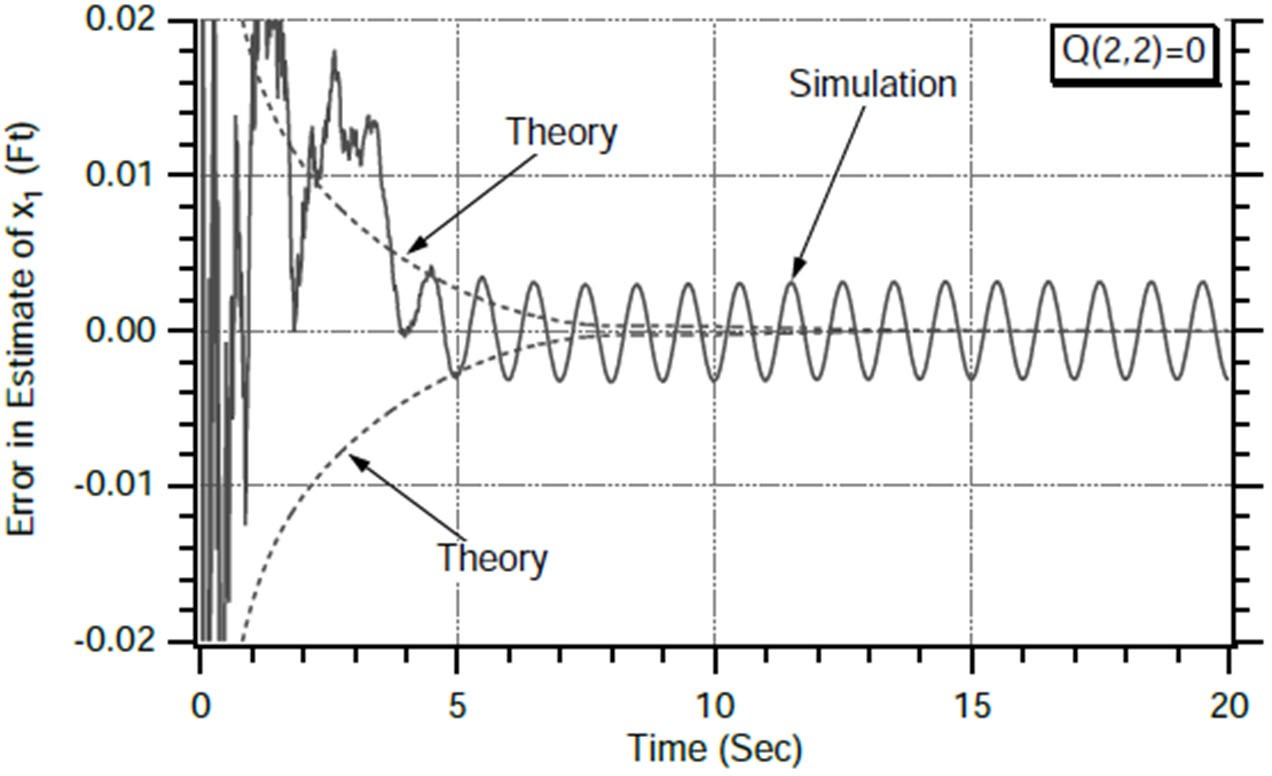 0.02
0.01
0.00
-0.01
-0.02
Error in Estimate of x₁ (Ft)
Q(2,2)=0
Simulation
Theory
Theory
0 5 10 15 20
Time (Sec)